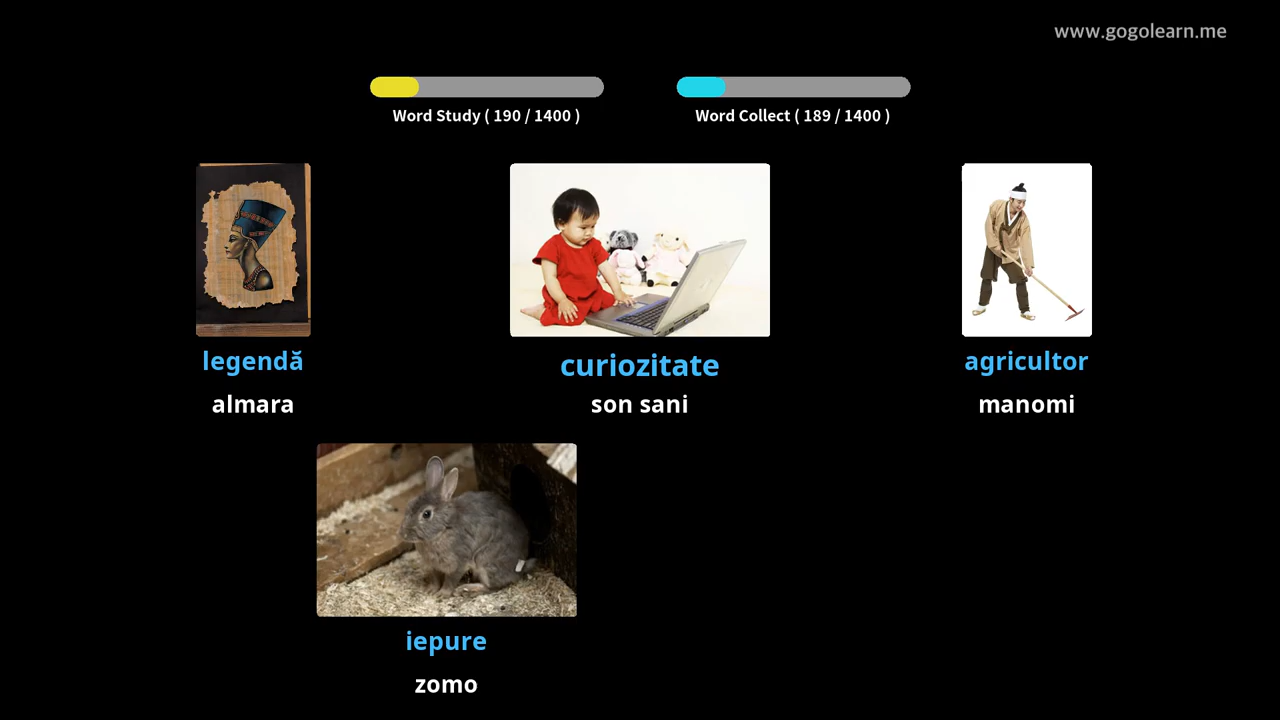 www.gogolearn.me
Word Study ( 190 / 1400 )
Word Collect ( 189 / 1400 )
legendă
almara
curiozitate
son sani
agricultor
manomi
iepure
zomo